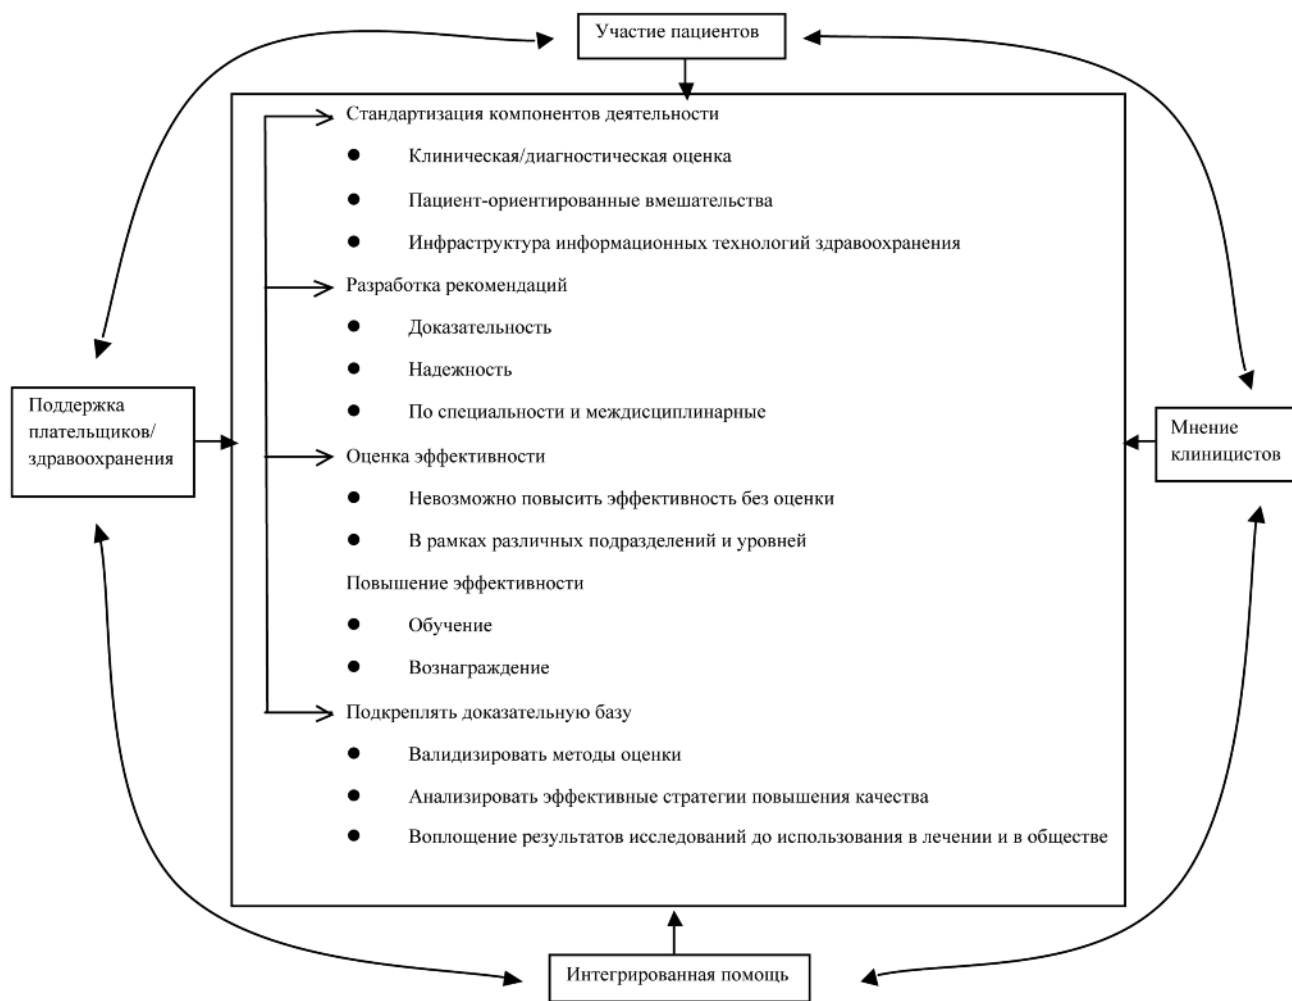 Участие пациентов
Стандартизация компонентов деятельности
● Клиническая/диагностическая оценка
● Пациент-ориентированные вмешательства
● Инфраструктура информационных технологий здравоохранения
Разработка рекомендаций
● Доказательность
● Надежность
● По специальности и междисциплинарные
Поддержка
плательщиков/
здравоохранения
Мнение
клиницистов
Оценка эффективности
● Невозможно повысить эффективность без оценки
● В рамках различных подразделений и уровней
Повышение эффективности
● Обучение
● Вознаграждение
Подкреплять доказательную базу
● Валидизировать методы оценки
● Анализировать эффективные стратегии повышения качества
● Воплощение результатов исследований до использования в лечении и в обществе
Интегрированная помощь